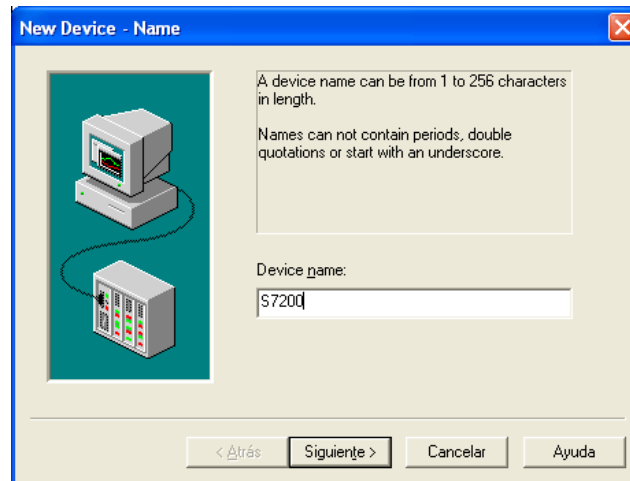 New Device - Name
A device name can be from 1 to 256 characters
in length.
Names can not contain periods, double
quotations or start with an underscore.
Device name:
S7200
< Atrás
Siguiente >
Cancelar
Ayuda